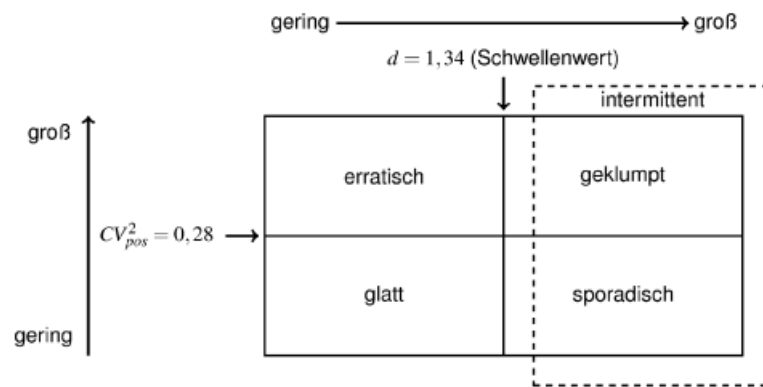 gering groß
d = 1,34 (Schwellenwert)
intermittent
groß
erratisch geklumpt
CV²pos = 0,28
glatt sporadisch
gering